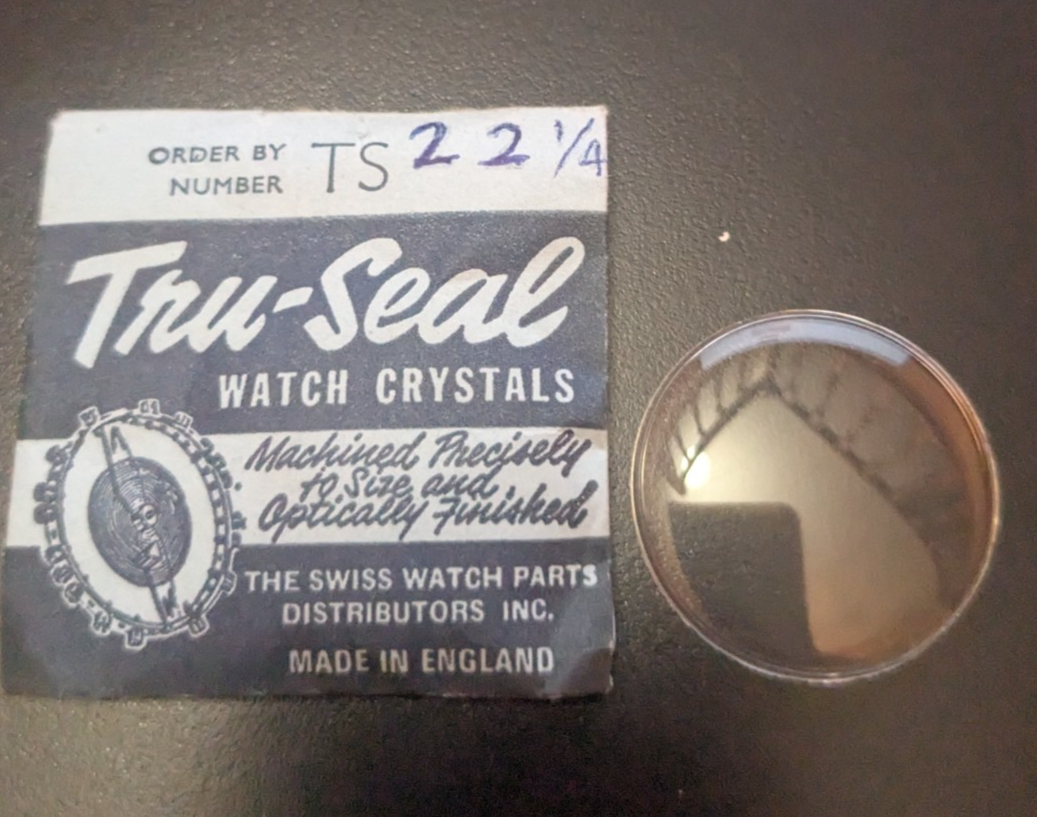 ORDER BY
NUMBER TS 22 1/4
Tru-Seal
WATCH CRYSTALS
Machined Precisely
to Size and
Optically Finished
THE SWISS WATCH PARTS
DISTRIBUTORS INC.
MADE IN ENGLAND